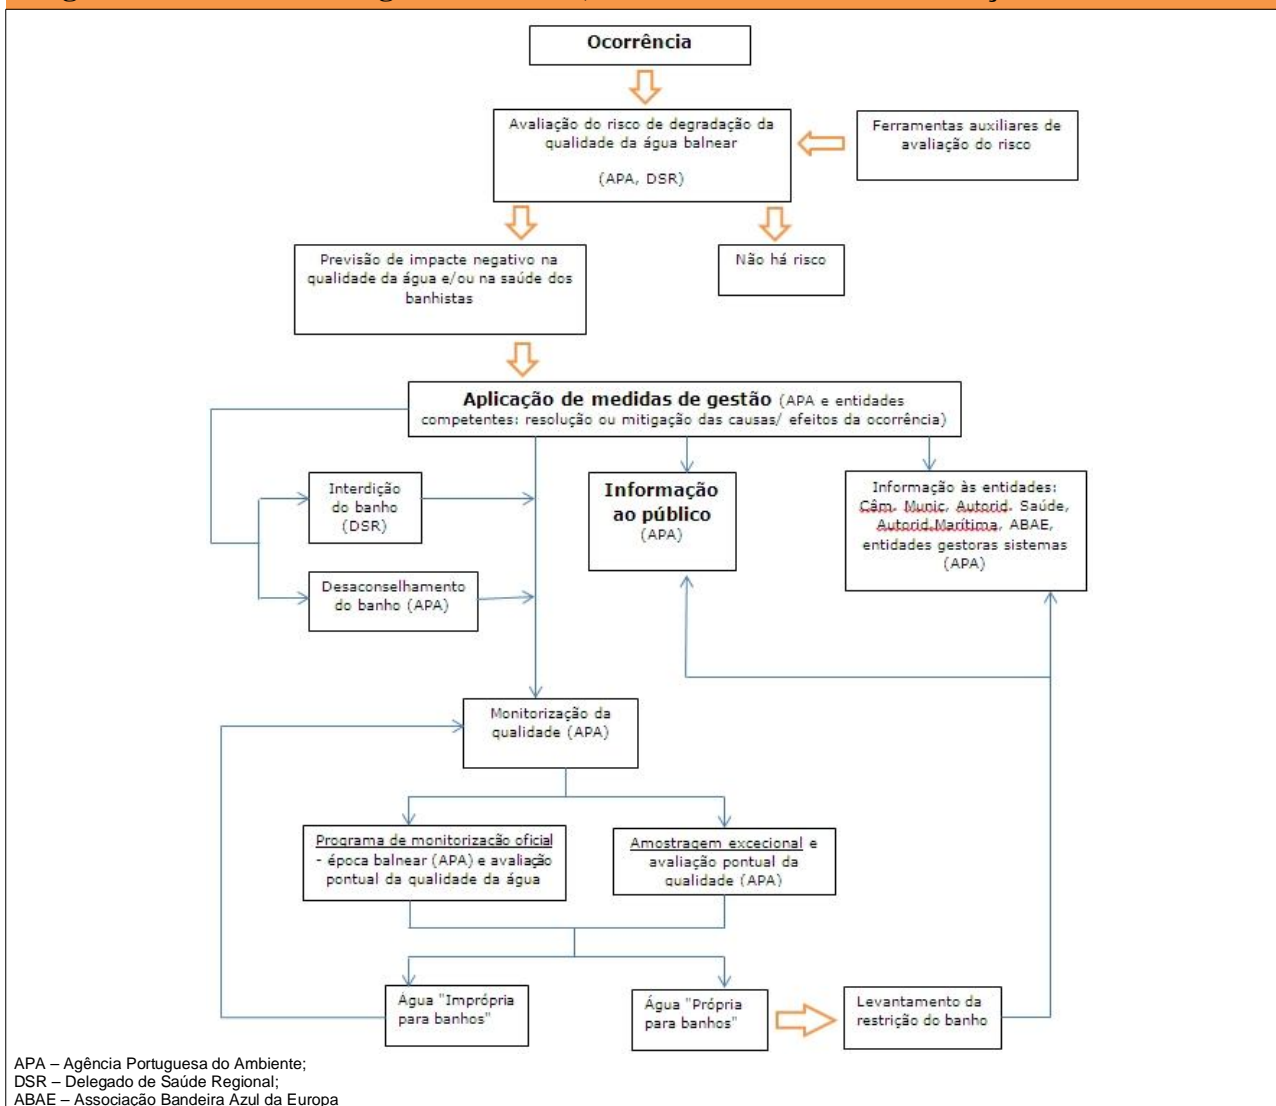 Ocorrência
Avaliação do risco de degradação da
qualidade da água balnear
(APA, DSR)
Ferramentas auxiliares de
avaliação do risco
Previsão de impacte negativo na
qualidade da água e/ou na saúde dos
banhistas
Não há risco
Aplicação de medidas de gestão (APA e entidades
competentes: resolução ou mitigação das causas/ efeitos da ocorrência)
Interdição
do banho
(DSR)
Desaconselhamento
do banho (APA)
Informação
ao público
(APA)
Informação às entidades:
Câm. Munic, Autorid. Saúde,
Autorid.Marítima, ABAE,
entidades gestoras sistemas
(APA)
Monitorização da
qualidade (APA)
Programa de monitorização oficial
- época balnear (APA) e avaliação
pontual da qualidade da água
Amostragem excecional e
avaliação pontual da
qualidade (APA)
Água "Imprópria
para banhos"
Água "Própria
para banhos"
Levantamento da
restrição do banho
APA – Agência Portuguesa do Ambiente;
DSR – Delegado de Saúde Regional;
ABAE – Associação Bandeira Azul da Europa